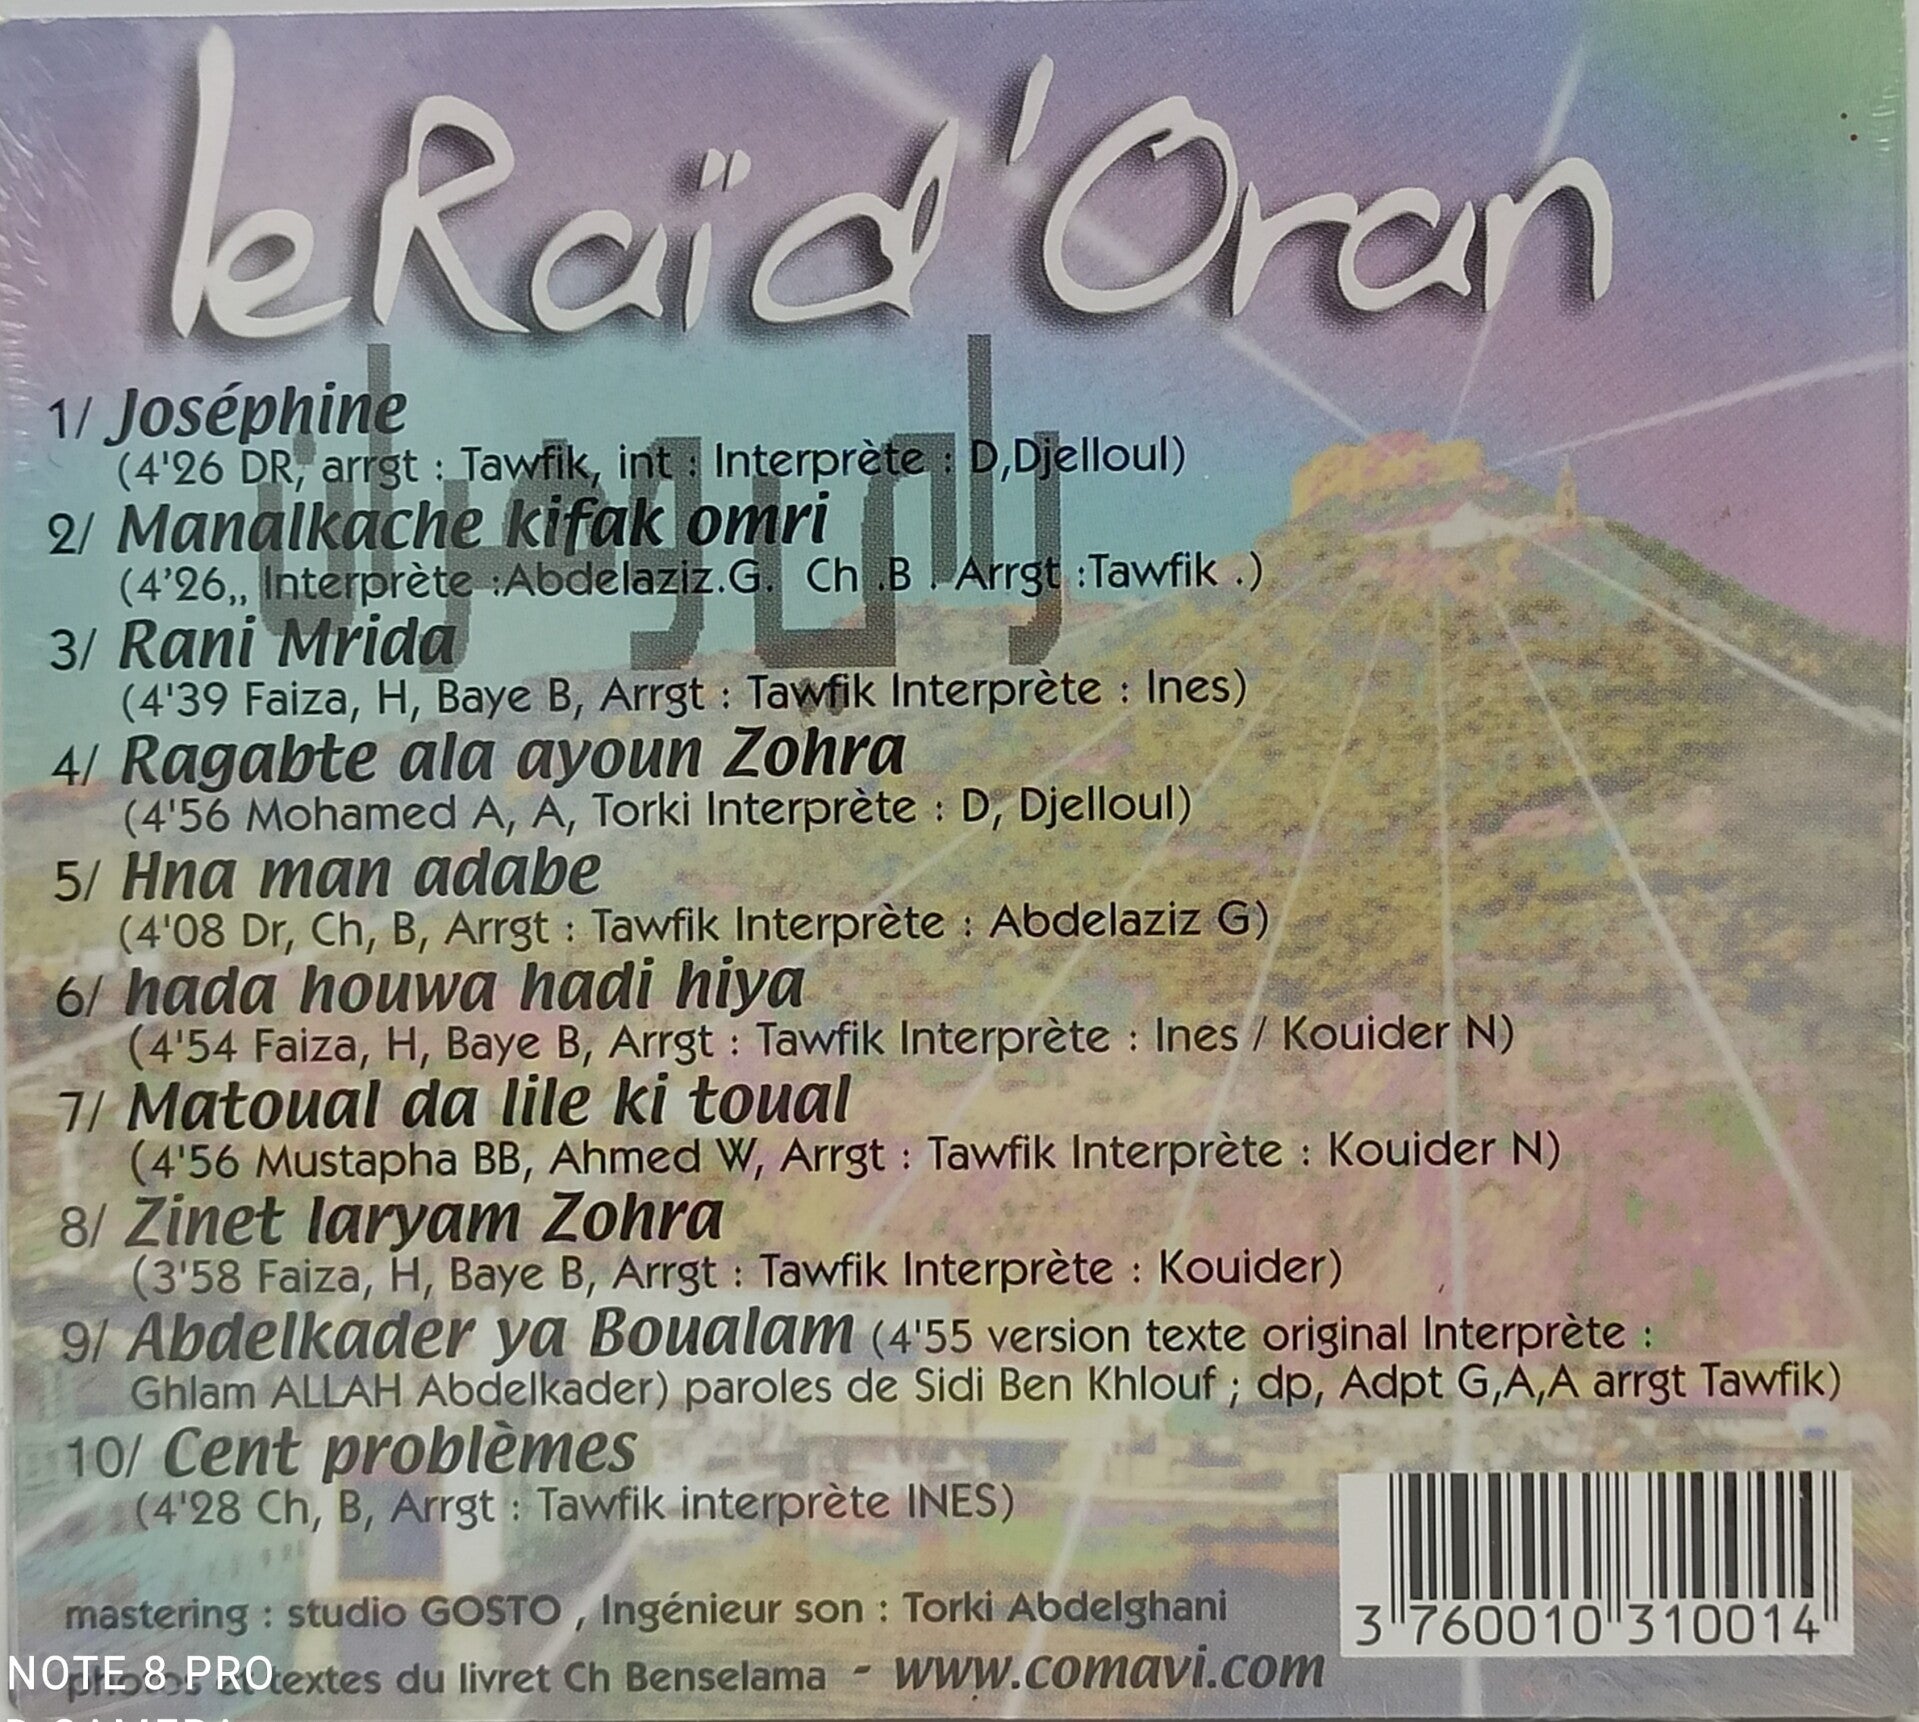 le Raï d'Oran
راي وهران
1/ Joséphine
(4'26 DR, arrgt : Tawfik, int : Interprète : D,Djelloul)
2/ Manalkache kifak omri
(4'26,, Interprète :Abdelaziz.G. Ch .B . Arrgt :Tawfik .)
3/ Rani Mrida
(4'39 Faiza, H, Baye B, Arrgt : Tawfik Interprète : Ines)
4/ Ragabte ala ayoun Zohra
(4'56 Mohamed A, A, Torki Interprète : D, Djelloul)
5/ Hna man adabe
(4'08 Dr, Ch, B, Arrgt : Tawfik Interprète : Abdelaziz G)
6/ hada houwa hadi hiya
(4'54 Faiza, H, Baye B, Arrgt : Tawfik Interprète : Ines / Kouider N)
7/ Matoual da lile ki toual
(4'56 Mustapha BB, Ahmed W, Arrgt : Tawfik Interprète : Kouider N)
8/ Zinet laryam Zohra
(3'58 Faiza, H, Baye B, Arrgt : Tawfik Interprète : Kouider)
9/ Abdelkader ya Boualam (4'55 version texte original Interprète :
Ghlam ALLAH Abdelkader) paroles de Sidi Ben Khlouf ; dp, Adpt G,A,A arrgt Tawfik)
10/ Cent problèmes
(4'28 Ch, B, Arrgt : Tawfik interprète INES)
mastering : studio GOSTO , Ingénieur son : Torki Abdelghani
3 760010 310014
photos et textes du livret Ch Benselama - www.comavi.com
NOTE 8 PRO